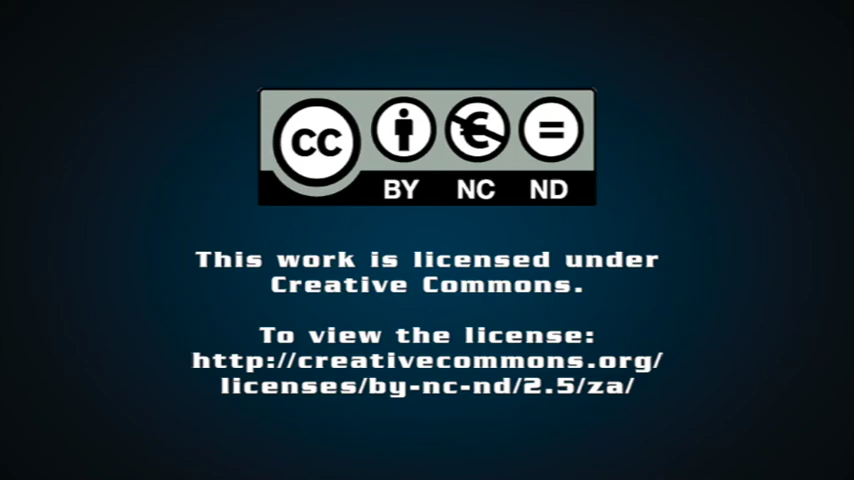 CC
BY NC ND
This work is licensed under
Creative Commons.
To view the license:
http://creativecommons.org/
licenses/by-nc-nd/2.5/za/